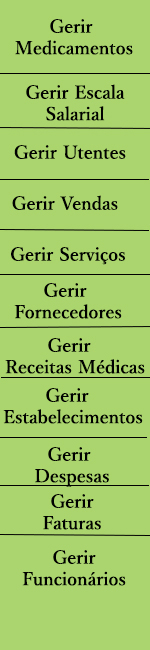 Gerir
Medicamentos
Gerir Escala
Salarial
Gerir Utentes
Gerir Vendas
Gerir Serviços
Gerir
Fornecedores
Gerir
Receitas Médicas
Gerir
Estabelecimentos
Gerir
Despesas
Gerir
Faturas
Gerir
Funcionários